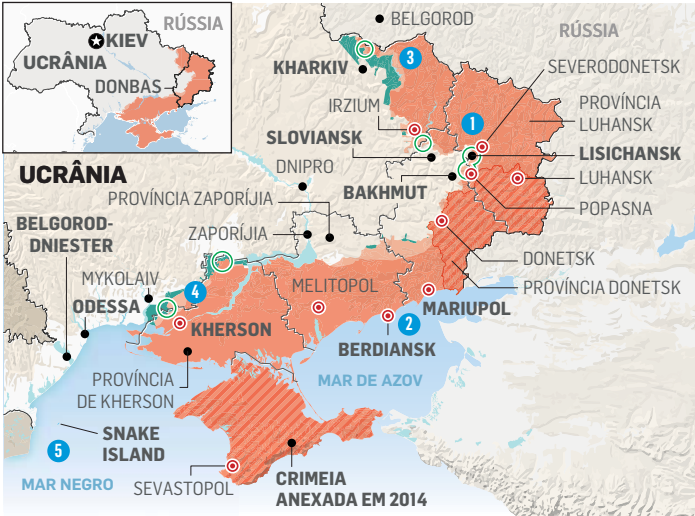 RÚSSIA
KIEV
UCRÂNIA
DONBAS
BELGOROD
RÚSSIA
3
KHARKIV
SEVERODONETSK
IRZIUM
PROVÍNCIA
LUHANSK
1
SLOVIANSK
LISICHANSK
DNIPRO
UCRÂNIA
LUHANSK
BAKHMUT
PROVÍNCIA ZAPORÍJIA
POPASNA
BELGOROD-
DNIESTER
ZAPORÍJIA
DONETSK
MYKOLAIV
4
MELITOPOL
PROVÍNCIA DONETSK
ODESSA
MARIUPOL
KHERSON
2
BERDIANSK
PROVÍNCIA
DE KHERSON
MAR DE AZOV
SNAKE
ISLAND
5
MAR NEGRO
SEVASTOPOL
CRIMEIA
ANEXADA EM 2014